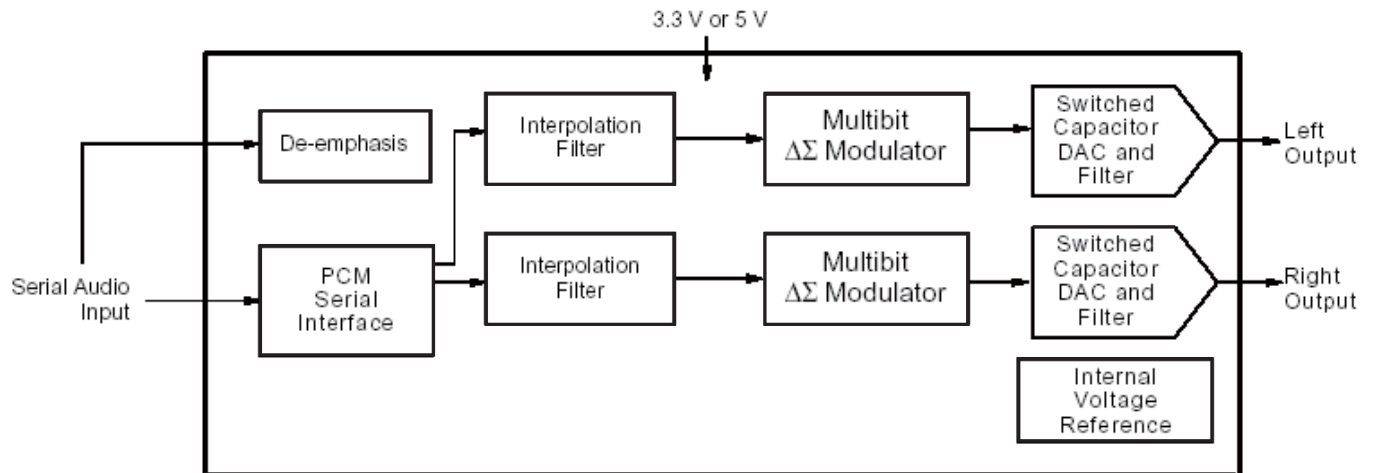 3.3 V or 5 V
De-emphasis
Interpolation
Filter
Multibit
ΔΣ Modulator
Switched
Capacitor
DAC and
Filter
Left
Output
Serial Audio
Input
PCM
Serial
Interface
Interpolation
Filter
Multibit
ΔΣ Modulator
Switched
Capacitor
DAC and
Filter
Right
Output
Internal
Voltage
Reference